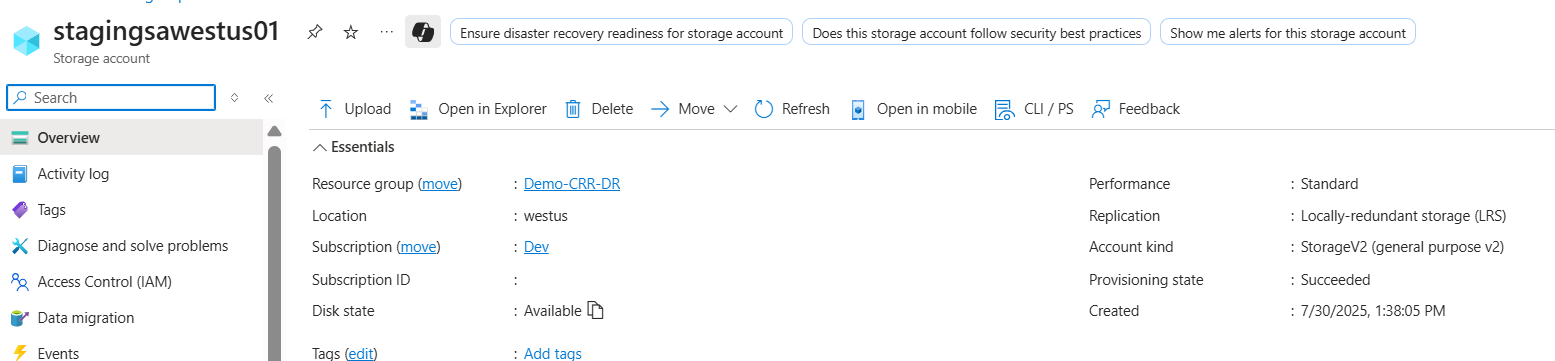 stagingsawestus01
Storage account
Ensure disaster recovery readiness for storage account
Does this storage account follow security best practices
Show me alerts for this storage account
Search
Overview
Activity log
Tags
Diagnose and solve problems
Access Control (IAM)
Data migration
Events
Upload Open in Explorer Delete Move Refresh Open in mobile CLI / PS Feedback
Essentials
Resource group (move) : Demo-CRR-DR
Location : westus
Subscription (move) : Dev
Subscription ID :
Disk state : Available
Tags (edit) : Add tags
Performance : Standard
Replication : Locally-redundant storage (LRS)
Account kind : StorageV2 (general purpose v2)
Provisioning state : Succeeded
Created : 7/30/2025, 1:38:05 PM